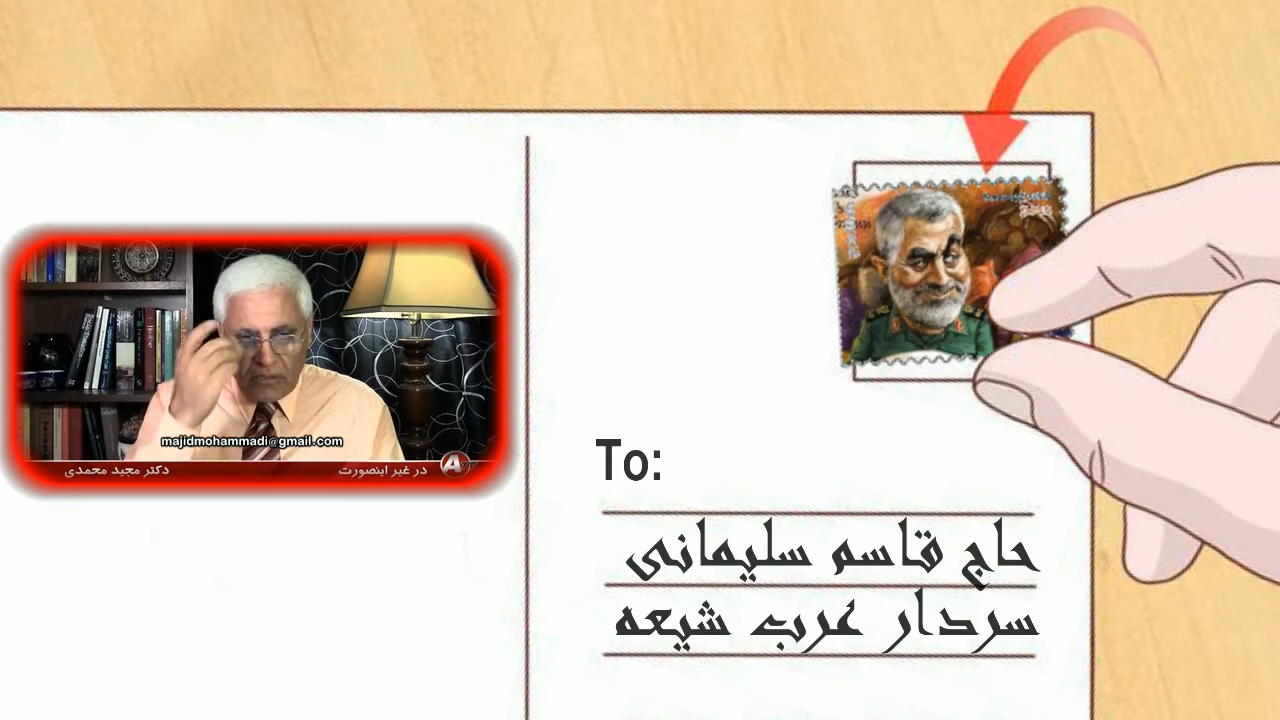 majidmohammadi@gmail.com
در غیر اینصورت
دکتر مجید محمدی
To:
حاج قاسم سلیمانی
سردار عرب شیعه